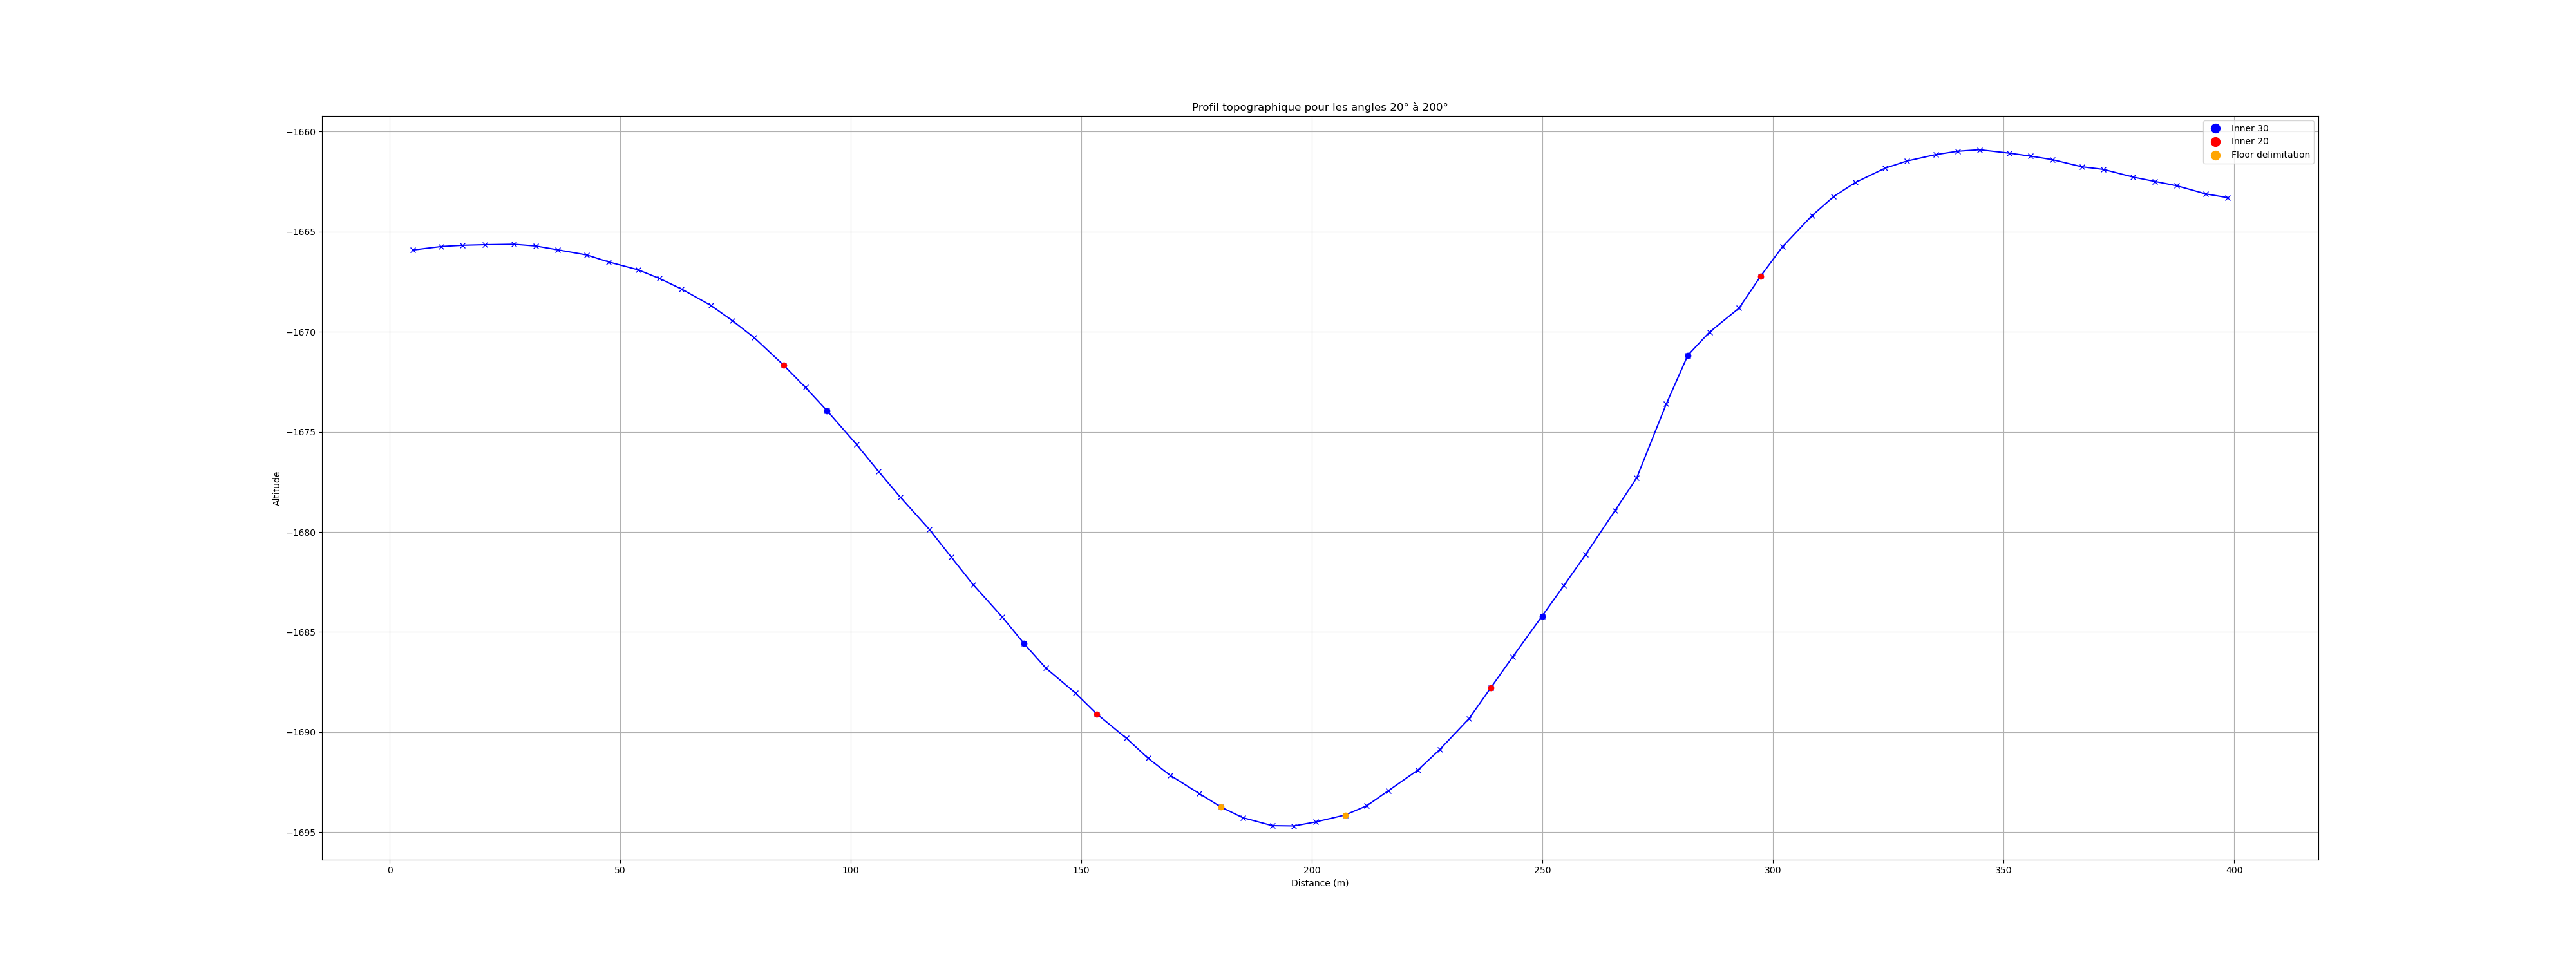 Profil topographique pour les angles 20° à 200°
Inner 30
Inner 20
Floor delimitation
−1660
−1665
−1670
−1675
−1680
−1685
−1690
−1695
Altitude
0 50 100 150 200 250 300 350 400
Distance (m)